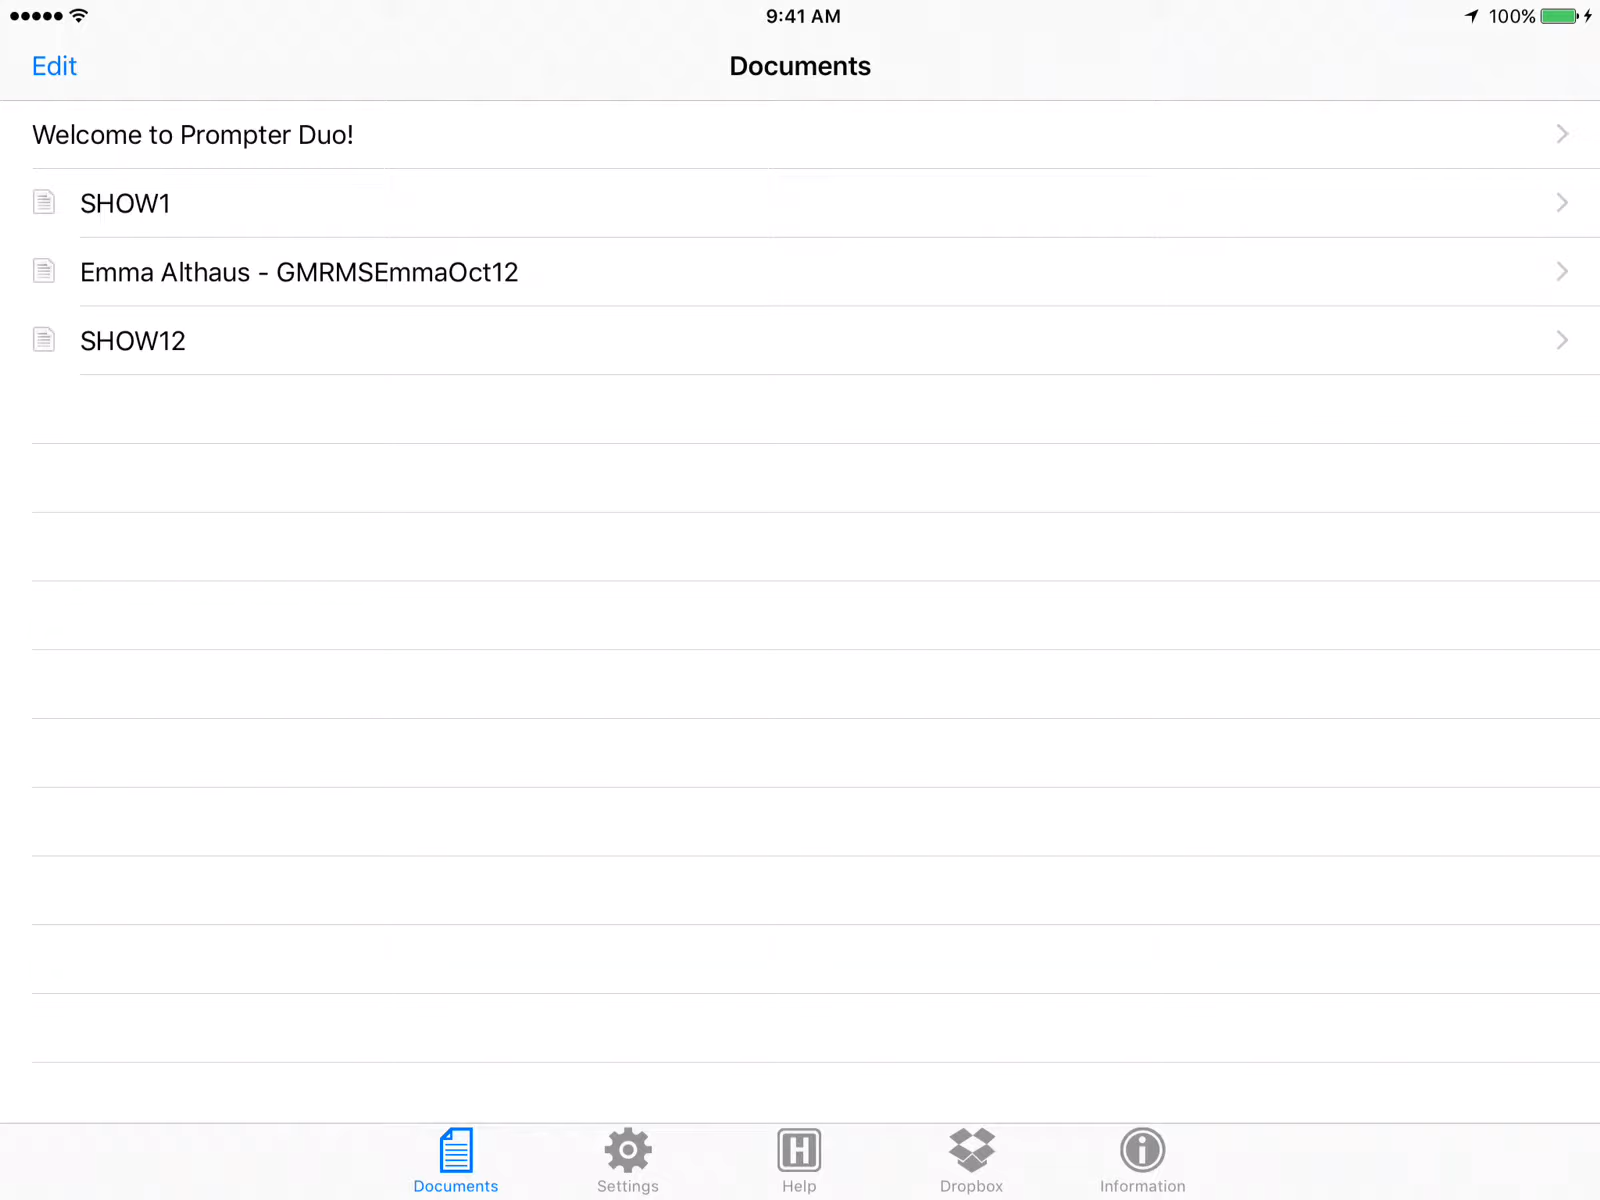 9:41 AM
100%
Edit
Documents
Welcome to Prompter Duo!
SHOW1
Emma Althaus - GMRMSEmmaOct12
SHOW12
Documents
Settings
H
Help
Dropbox
Information